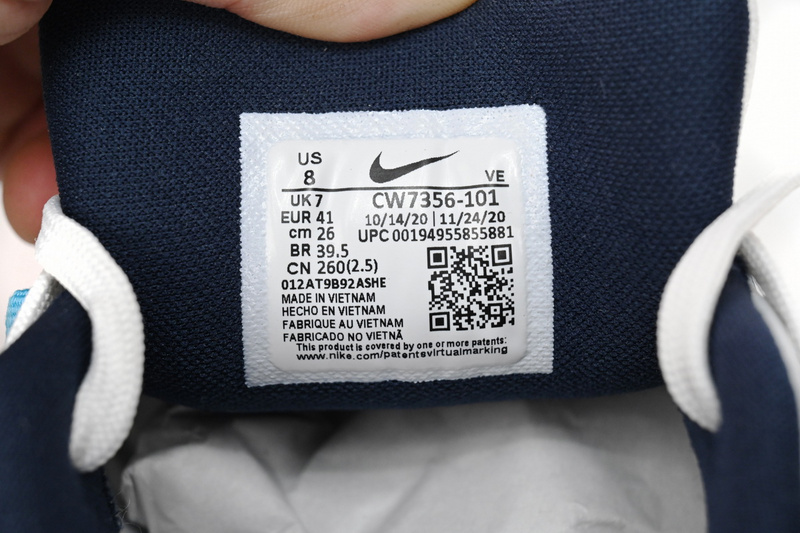 US
8
VE
UK 7
CW7356-101
EUR 41
10/14/20 | 11/24/20
cm 26
UPC 00194955855881
BR 39.5
CN 260(2.5)
012AT9B92ASHE
MADE IN VIETNAM
HECHO EN VIETNAM
FABRIQUE AU VIETNAM
FABRICADO NO VIETNÃ
This product is covered by one or more patents:
www.nike.com/patentsvirtualmarking